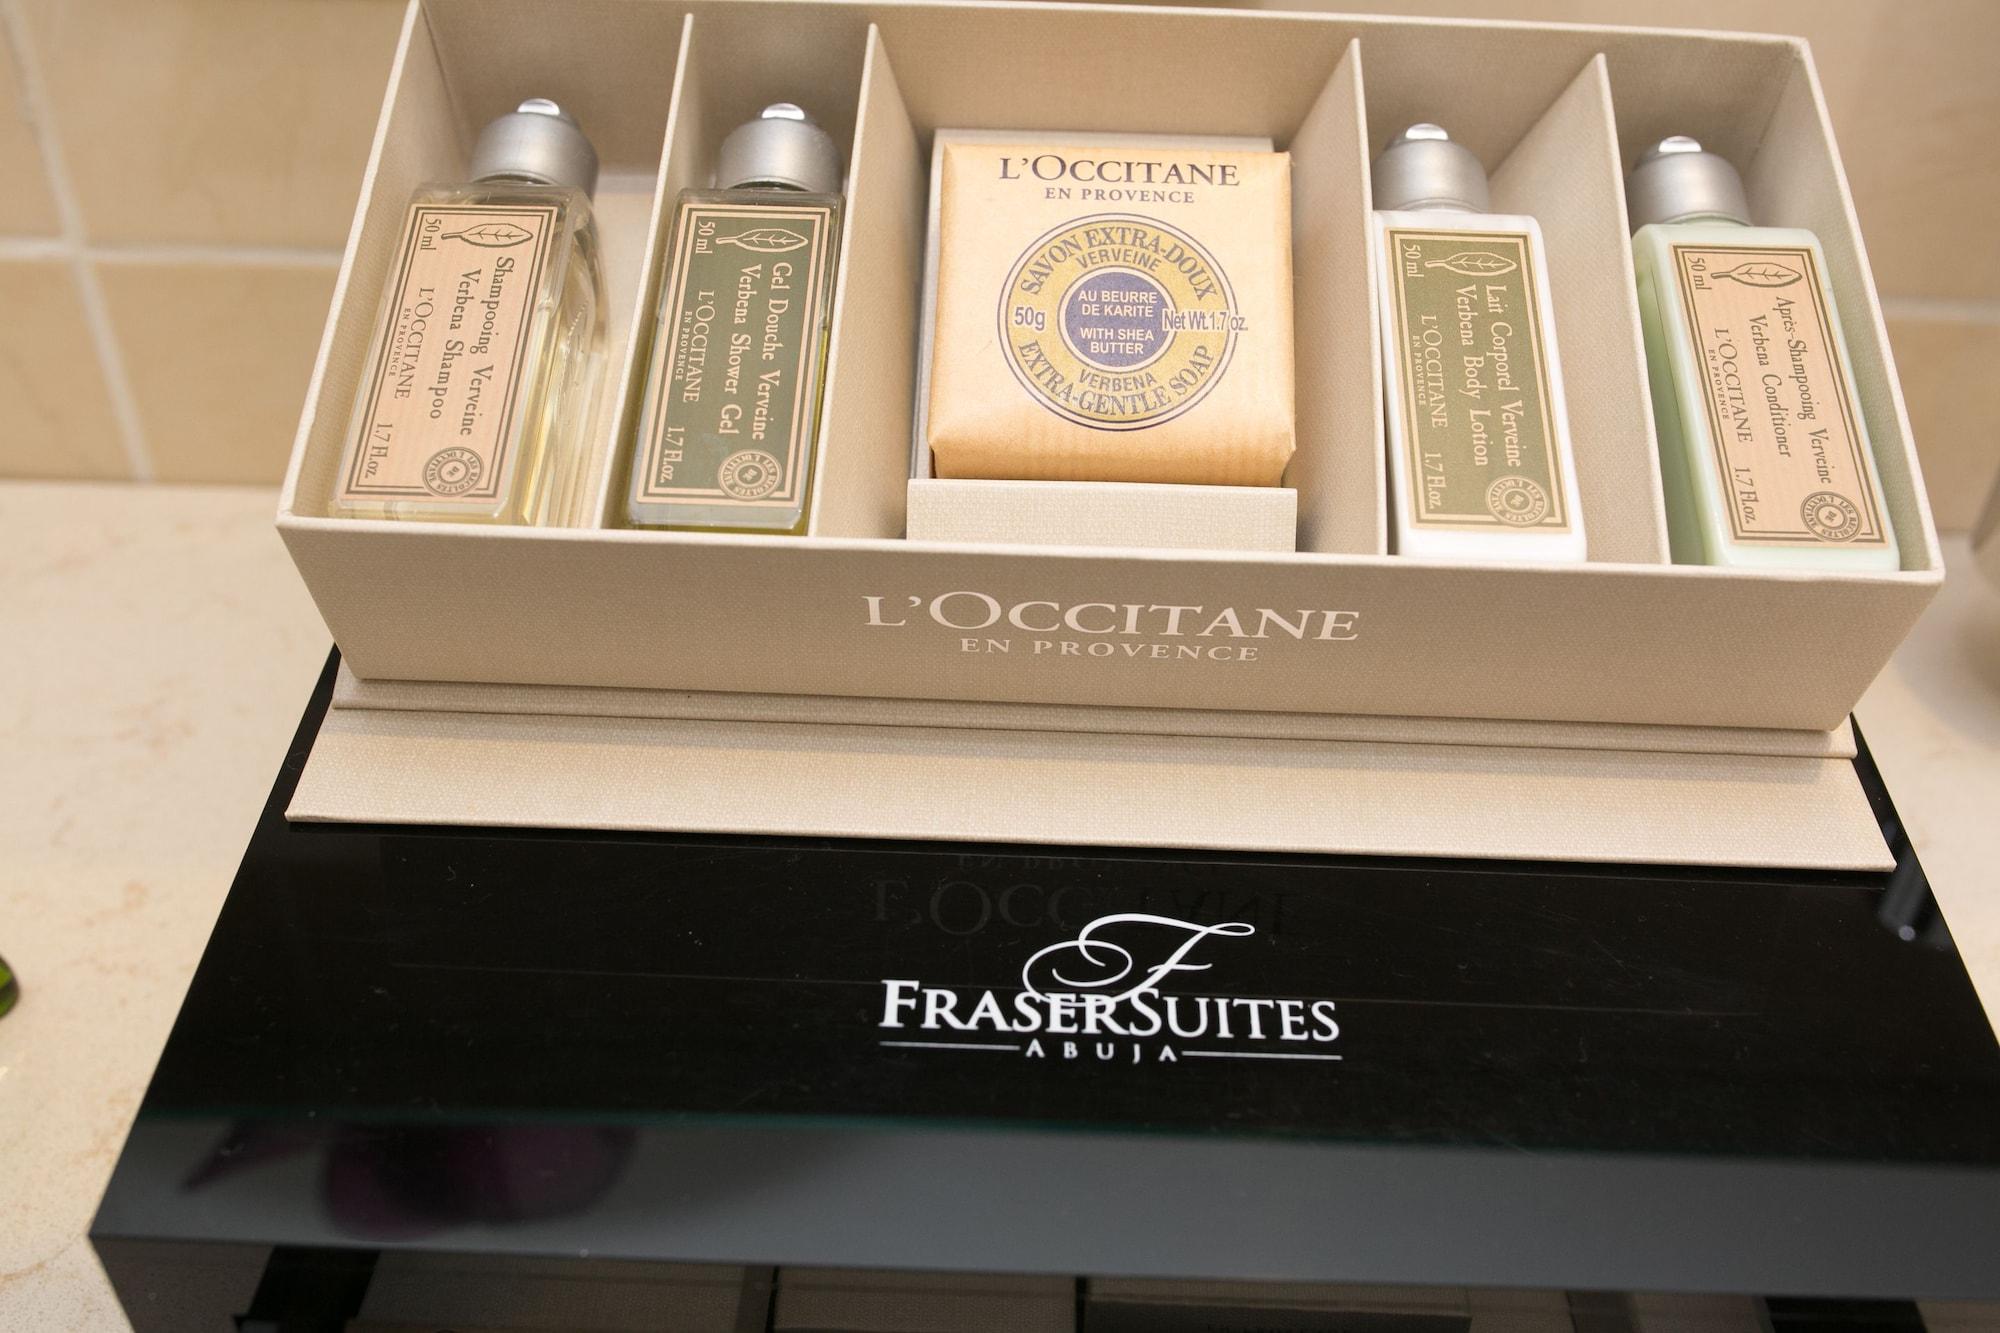 50 ml
Shampooing Verveine
Verbena Shampoo
L'OCCITANE
EN PROVENCE
1.7 Fl.oz.
50 ml
Gel Douche Verveine
Verbena Shower Gel
L'OCCITANE
EN PROVENCE
1.7 Fl.oz.
L'OCCITANE
EN PROVENCE
SAVON EXTRA-DOUX
VERVEINE
AU BEURRE
DE KARITE
50g
Net Wt.1.7 oz.
WITH SHEA
BUTTER
VERBENA
EXTRA-GENTLE SOAP
50 ml
Lait Corporel Verveine
Verbena Body Lotion
L'OCCITANE
EN PROVENCE
1.7 Fl.oz.
50 ml
Après-Shampooing Verveine
Verbena Conditioner
L'OCCITANE
EN PROVENCE
1.7 Fl.oz.
L'OCCITANE
EN PROVENCE
F
FRASER SUITES
ABUJA